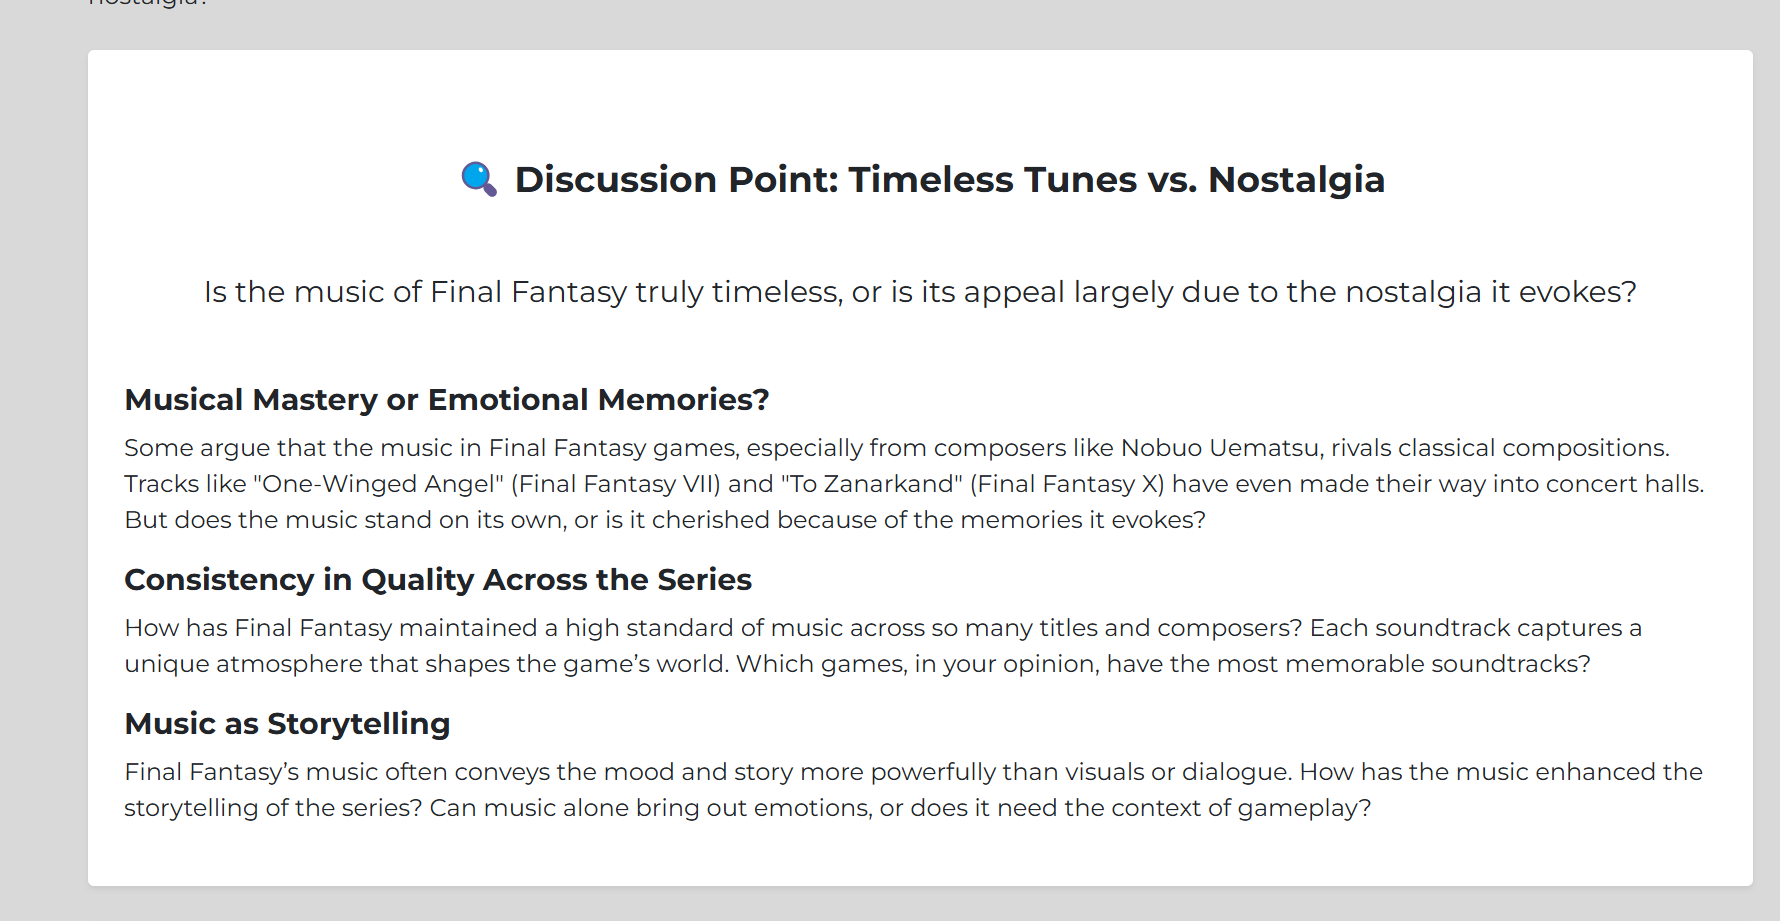 nostalgia?
Discussion Point: Timeless Tunes vs. Nostalgia
Is the music of Final Fantasy truly timeless, or is its appeal largely due to the nostalgia it evokes?
Musical Mastery or Emotional Memories?
Some argue that the music in Final Fantasy games, especially from composers like Nobuo Uematsu, rivals classical compositions.
Tracks like "One-Winged Angel" (Final Fantasy VII) and "To Zanarkand" (Final Fantasy X) have even made their way into concert halls.
But does the music stand on its own, or is it cherished because of the memories it evokes?
Consistency in Quality Across the Series
How has Final Fantasy maintained a high standard of music across so many titles and composers? Each soundtrack captures a
unique atmosphere that shapes the game’s world. Which games, in your opinion, have the most memorable soundtracks?
Music as Storytelling
Final Fantasy’s music often conveys the mood and story more powerfully than visuals or dialogue. How has the music enhanced the
storytelling of the series? Can music alone bring out emotions, or does it need the context of gameplay?